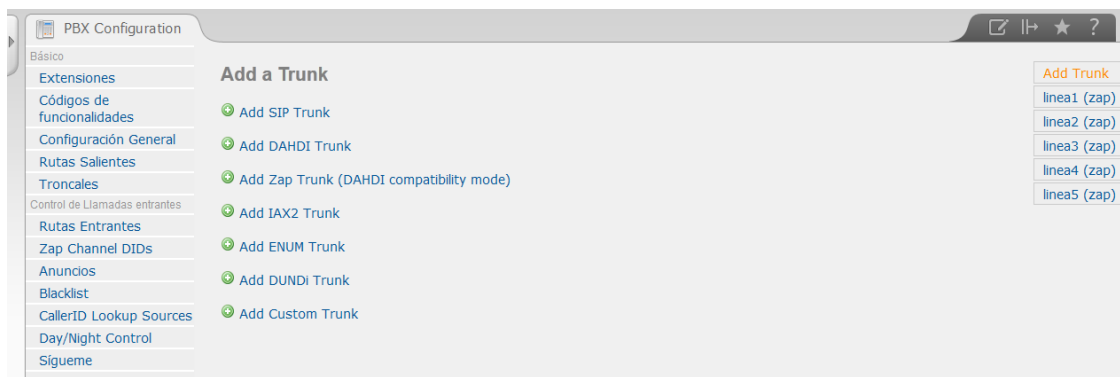 PBX Configuration
?
Básico
Extensiones
Códigos de
funcionalidades
Configuración General
Rutas Salientes
Troncales
Control de Llamadas entrantes
Rutas Entrantes
Zap Channel DIDs
Anuncios
Blacklist
CallerID Lookup Sources
Day/Night Control
Sígueme
Add a Trunk
Add SIP Trunk
Add DAHDI Trunk
Add Zap Trunk (DAHDI compatibility mode)
Add IAX2 Trunk
Add ENUM Trunk
Add DUNDi Trunk
Add Custom Trunk
Add Trunk
linea1 (zap)
linea2 (zap)
linea3 (zap)
linea4 (zap)
linea5 (zap)